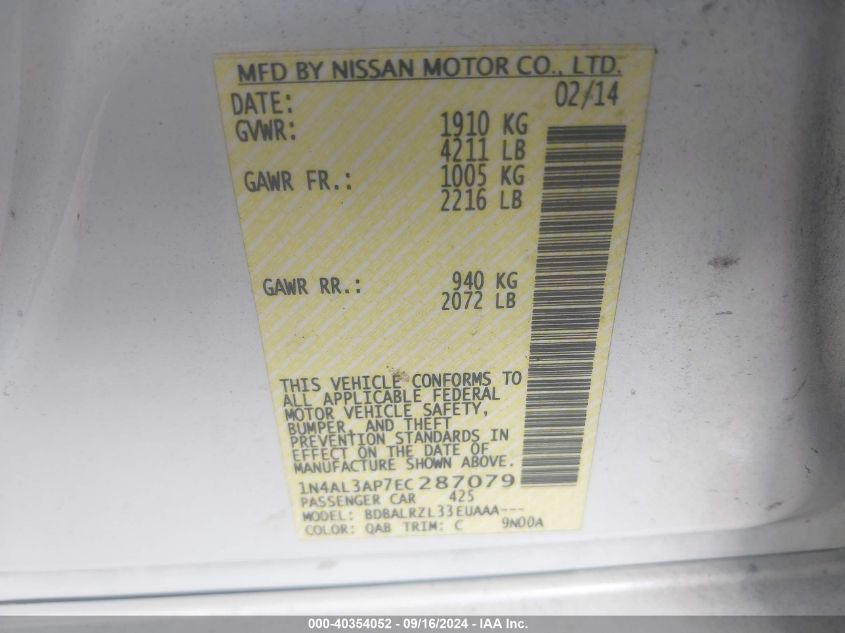 MFD BY NISSAN MOTOR CO., LTD.
DATE: 02/14
GVWR: 1910 KG
4211 LB
GAWR FR.: 1005 KG
2216 LB
GAWR RR.: 940 KG
2072 LB
THIS VEHICLE CONFORMS TO
ALL APPLICABLE FEDERAL
MOTOR VEHICLE SAFETY,
BUMPER, AND THEFT
PREVENTION STANDARDS IN
EFFECT ON THE DATE OF
MANUFACTURE SHOWN ABOVE.
1N4AL3AP7EC287079
PASSENGER CAR 425
MODEL: BDBALRZL33EUAAA---
COLOR: QAB TRIM: C 9N00A
000-40354052 - 09/16/2024 - IAA Inc.